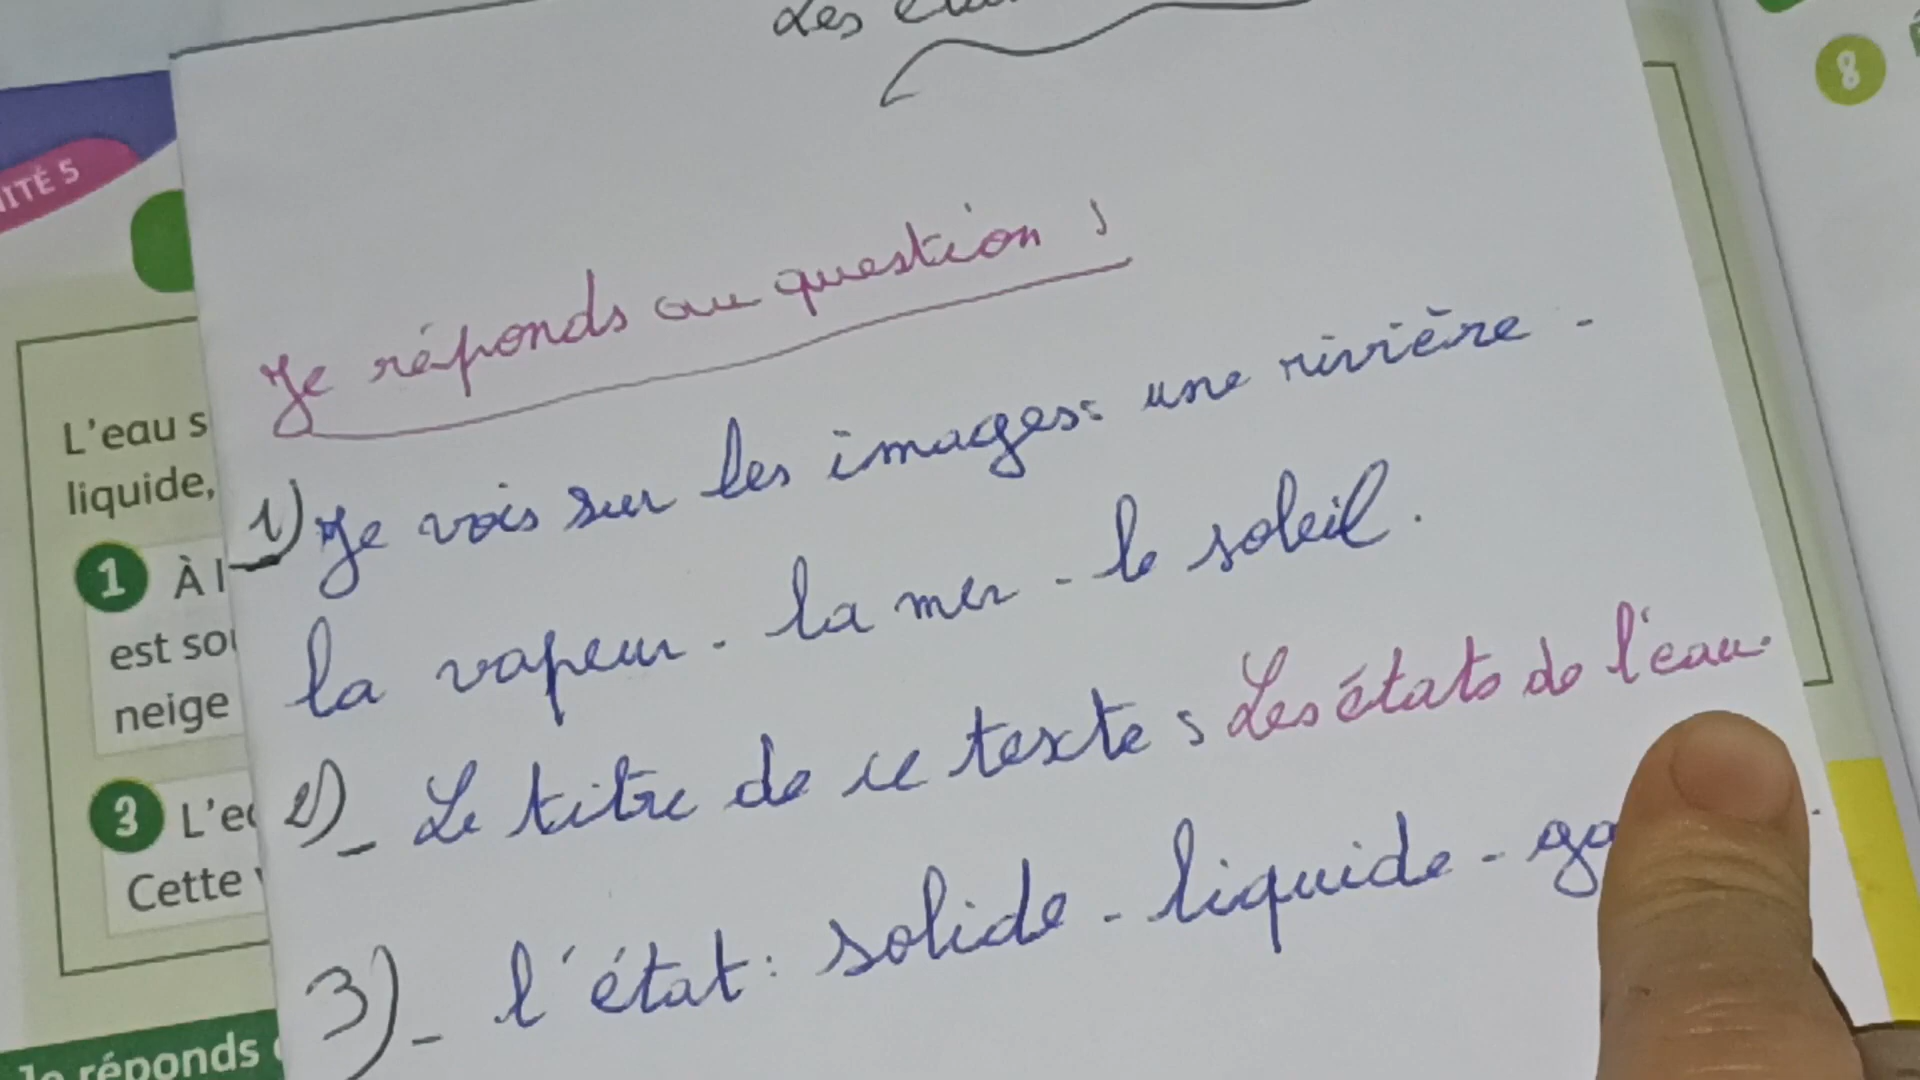 Les
8
ITÉ 5
Je réponds au question :
L'eau s
liquide,
1) Je vois sur les images : une rivière -
la vapeur - la mer - le soleil.
1 À l
est sou
neige
2) - Le titre de ce texte : Les états de l'eau.
3 L'e
Cette
3) - l'état : solide - liquide - ga
Je réponds